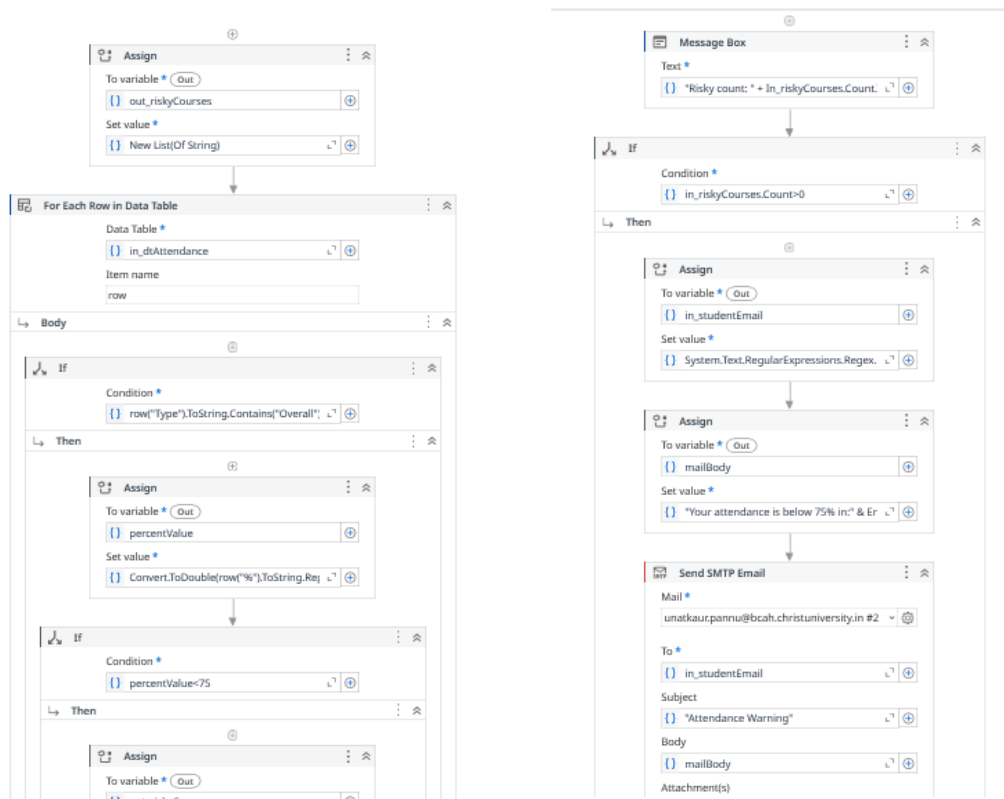 Assign
To variable * Out
out_riskyCourses
Set value *
New List(Of String)
For Each Row in Data Table
Data Table *
in_dtAttendance
Item name
row
Body
If
Condition *
row("Type").ToString.Contains("Overall"
Then
Assign
To variable * Out
percentValue
Set value *
Convert.ToDouble(row("%").ToString.Rep
If
Condition *
percentValue<75
Then
Assign
To variable * Out
Message Box
Text *
"Risky count: " + In_riskyCourses.Count.
If
Condition *
in_riskyCourses.Count>0
Then
Assign
To variable * Out
in_studentEmail
Set value *
System.Text.RegularExpressions.Regex.
Assign
To variable * Out
mailBody
Set value *
"Your attendance is below 75% in:" & Er
Send SMTP Email
Mail *
unatkaur.pannu@bcah.christuniversity.in #2
To *
in_studentEmail
Subject
"Attendance Warning"
Body
mailBody
Attachment(s)